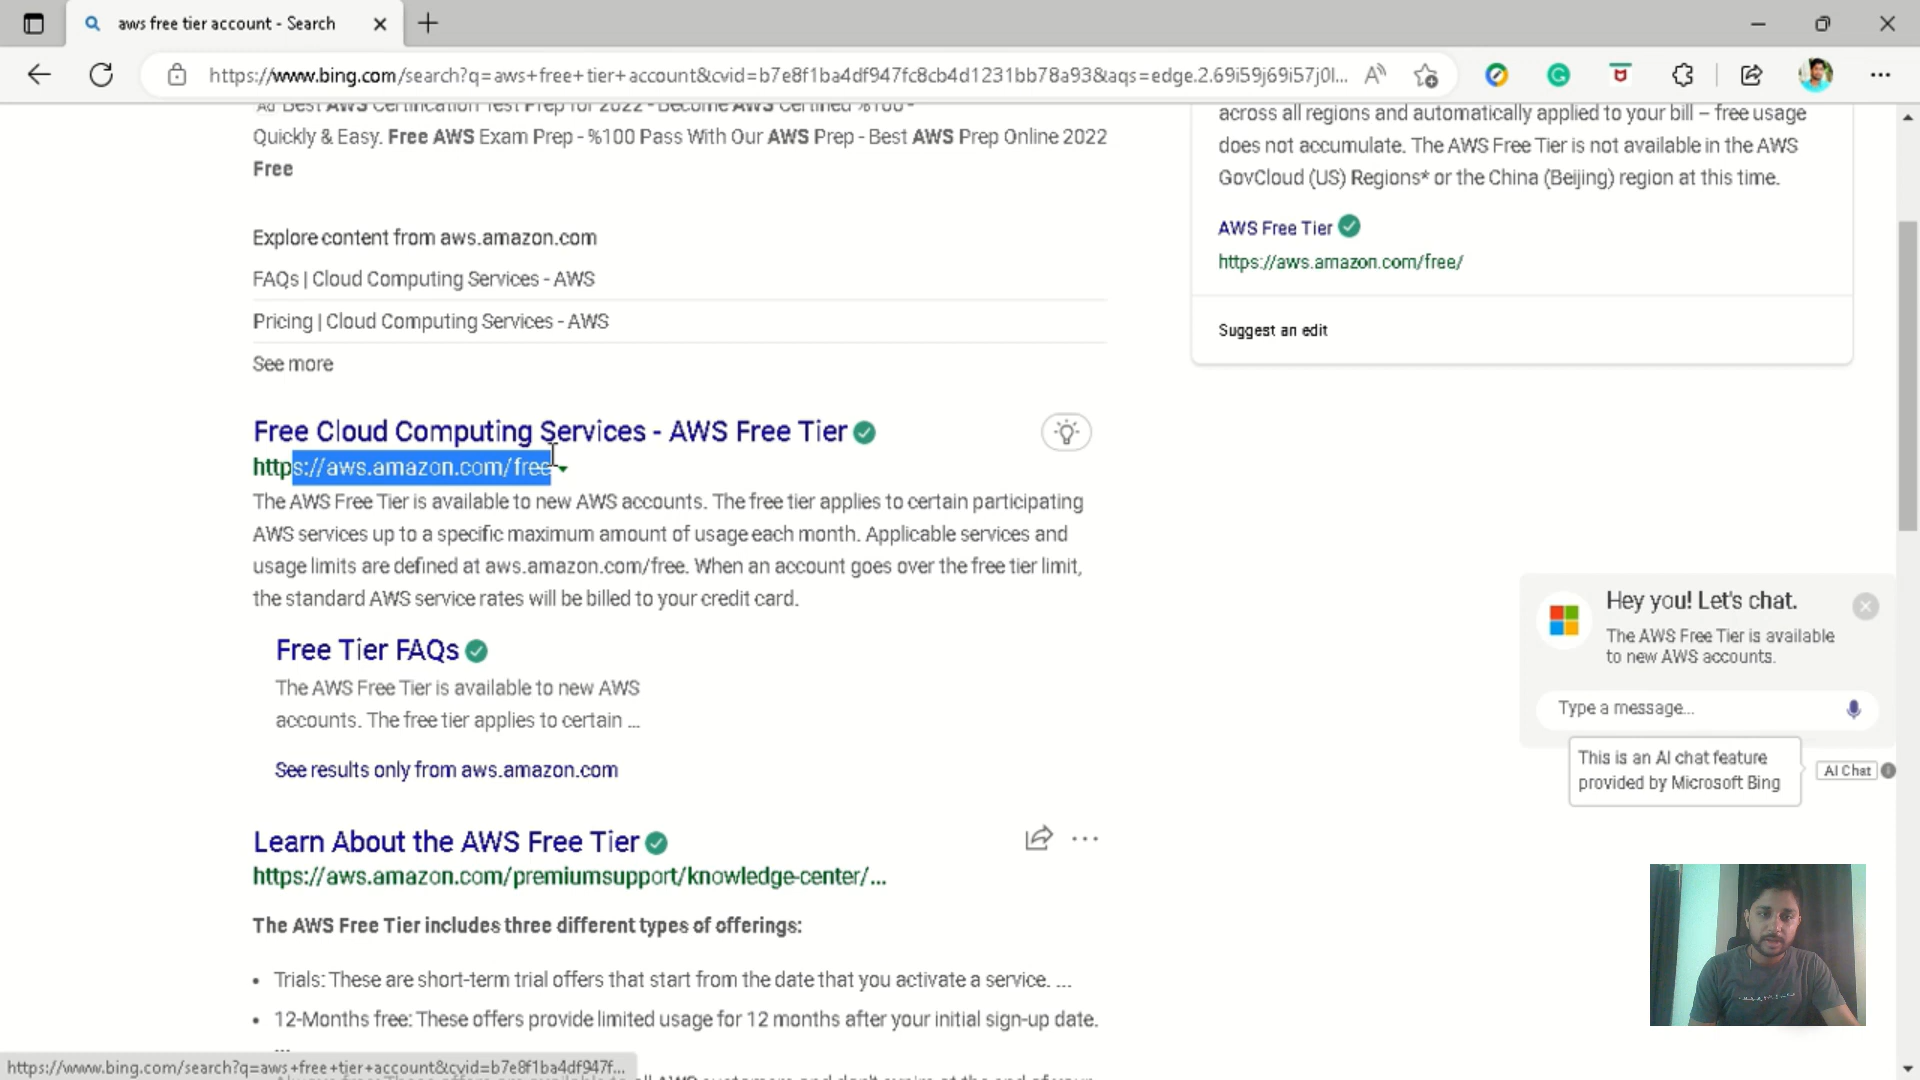 aws free tier account - Search
https://www.bing.com/search?q=aws+free+tier+account&cvid=b7e8f1ba4df947fc8cb4d1231bb78a93&aqs=edge.2.69i59j69i57j0l...
Ad Best AWS Certification Test Prep for 2022 - Become AWS Certified %100 -
Quickly & Easy. Free AWS Exam Prep - %100 Pass With Our AWS Prep - Best AWS Prep Online 2022
Free
Explore content from aws.amazon.com
FAQs | Cloud Computing Services - AWS
Pricing | Cloud Computing Services - AWS
See more
Free Cloud Computing Services - AWS Free Tier
https://aws.amazon.com/free
The AWS Free Tier is available to new AWS accounts. The free tier applies to certain participating
AWS services up to a specific maximum amount of usage each month. Applicable services and
usage limits are defined at aws.amazon.com/free. When an account goes over the free tier limit,
the standard AWS service rates will be billed to your credit card.
Free Tier FAQs
The AWS Free Tier is available to new AWS
accounts. The free tier applies to certain ...
See results only from aws.amazon.com
Learn About the AWS Free Tier
https://aws.amazon.com/premiumsupport/knowledge-center/...
The AWS Free Tier includes three different types of offerings:
• Trials: These are short-term trial offers that start from the date that you activate a service. ...
• 12-Months free: These offers provide limited usage for 12 months after your initial sign-up date.
...
across all regions and automatically applied to your bill – free usage
does not accumulate. The AWS Free Tier is not available in the AWS
GovCloud (US) Regions* or the China (Beijing) region at this time.
AWS Free Tier
https://aws.amazon.com/free/
Suggest an edit
Hey you! Let's chat.
The AWS Free Tier is available
to new AWS accounts.
Type a message...
This is an AI chat feature
provided by Microsoft Bing
AI Chat
https://www.bing.com/search?q=aws+free+tier+account&cvid=b7e8f1ba4df947f...